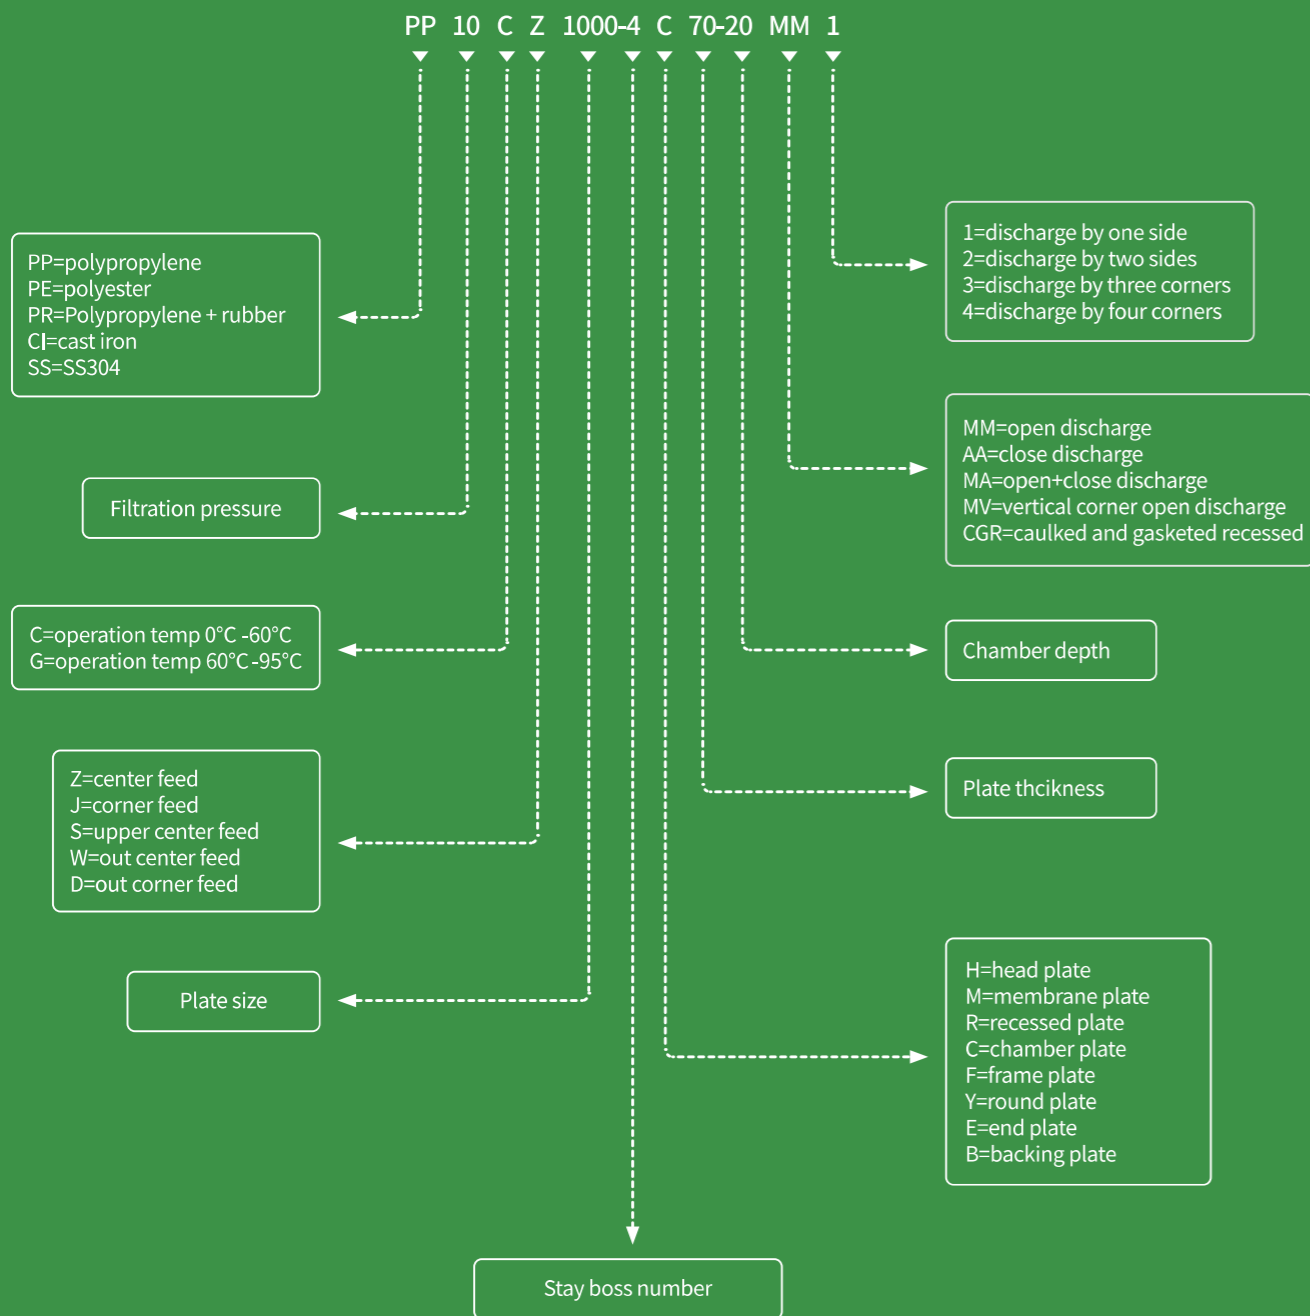 PP 10 C Z 1000-4 C 70-20 MM 1
PP=polypropylene
PE=polyester
PR=Polypropylene + rubber
CI=cast iron
SS=SS304
Filtration pressure
C=operation temp 0°C -60°C
G=operation temp 60°C -95°C
Z=center feed
J=corner feed
S=upper center feed
W=out center feed
D=out corner feed
Plate size
1=discharge by one side
2=discharge by two sides
3=discharge by three corners
4=discharge by four corners
MM=open discharge
AA=close discharge
MA=open+close discharge
MV=vertical corner open discharge
CGR=caulked and gasketed recessed
Chamber depth
Plate thcikness
H=head plate
M=membrane plate
R=recessed plate
C=chamber plate
F=frame plate
Y=round plate
E=end plate
B=backing plate
Stay boss number